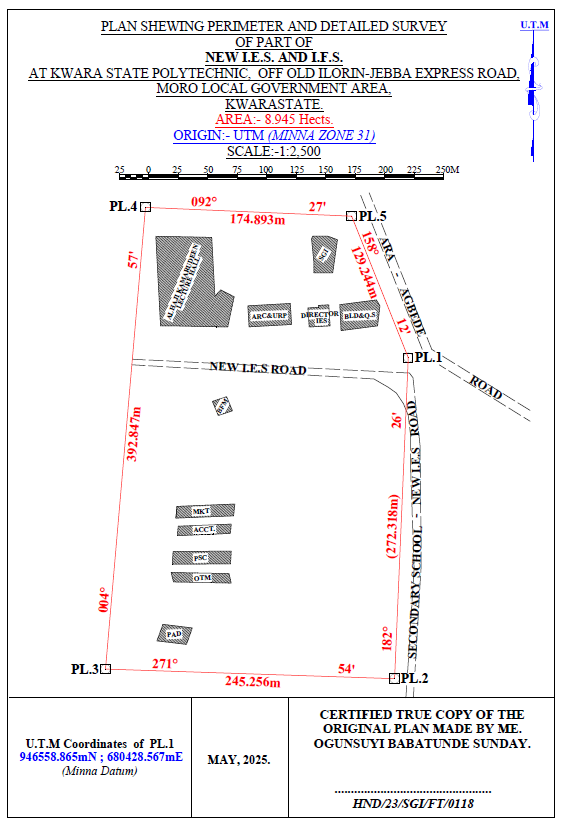 PLAN SHEWING PERIMETER AND DETAILED SURVEY
OF PART OF
NEW I.E.S. AND I.F.S.
AT KWARA STATE POLYTECHNIC, OFF OLD ILORIN-JEBBA EXPRESS ROAD,
MORO LOCAL GOVERNMENT AREA,
KWARASTATE.
AREA:- 8.945 Hects.
ORIGIN:- UTM (MINNA ZONE 31)
SCALE:-1:2,500
U.T.M
25 0 25 50 75 100 125 150 175 200 225 250M
PL.4
092° 27'
174.893m
PL.5
158° 12'
129.244m
ARA - AGBEDE
ROAD
PL.1
57'
392.847m
004°
ALHAJI KAMARUDEEN
LECTURE HALL
SGI
ARC&URP
DIRECTOR
IES
BLD&Q.S
NEW I.E.S ROAD
BFM
26'
(272.318m)
182°
SECONDARY SCHOOL - NEW I.E.S ROAD
MKT
ACCT.
PSC
OTM
PAD
PL.3
271° 54'
245.256m
PL.2
U.T.M Coordinates of PL.1
946558.865mN ; 680428.567mE
(Minna Datum)
MAY, 2025.
CERTIFIED TRUE COPY OF THE
ORIGINAL PLAN MADE BY ME.
OGUNSUYI BABATUNDE SUNDAY.
................................................
HND/23/SGI/FT/0118